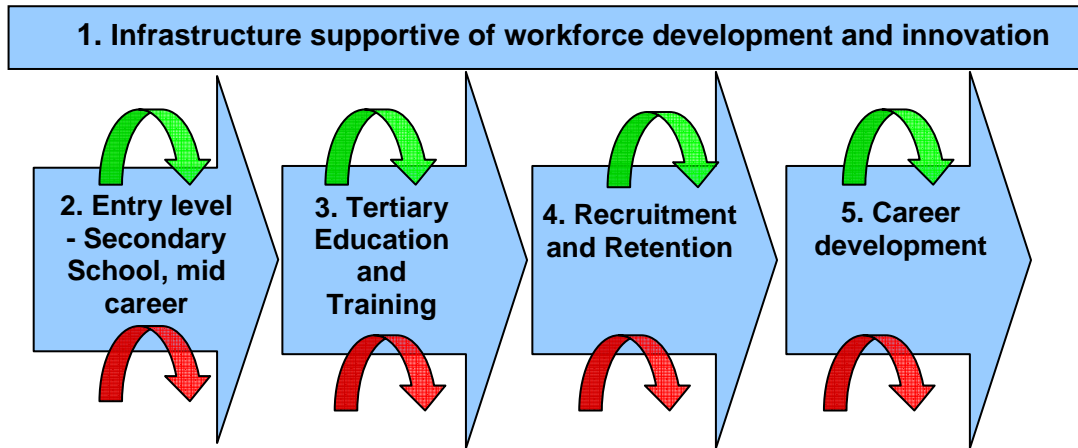 1. Infrastructure supportive of workforce development and innovation
2. Entry level
- Secondary
School, mid
career
3. Tertiary
Education
and
Training
4. Recruitment
and Retention
5. Career
development